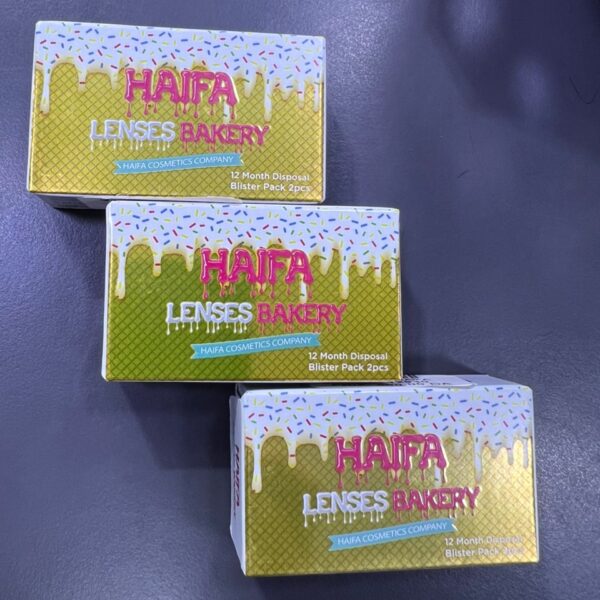 HAIFA
LENSES BAKERY
HAIFA COSMETICS COMPANY
12 Month Disposal
Blister Pack 2pcs
HAIFA
LENSES BAKERY
HAIFA COSMETICS COMPANY
12 Month Disposal
Blister Pack 2pcs
HAIFA
LENSES BAKERY
HAIFA COSMETICS COMPANY
12 Month Disposal
Blister Pack 2pcs